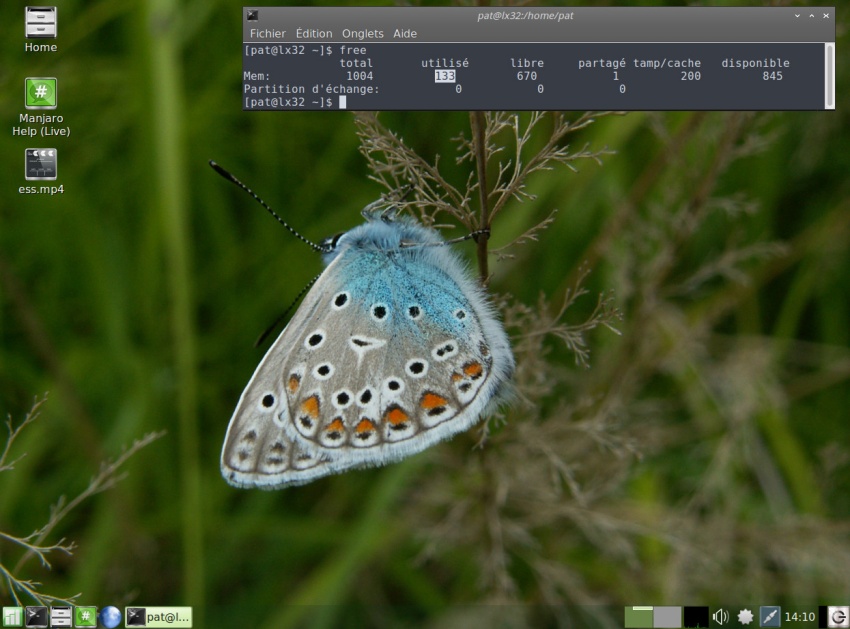 Home
Manjaro
Help (Live)
ess.mp4
pat@lx32:/home/pat
Fichier Édition Onglets Aide
[pat@lx32 ~]$ free
total utilisé libre partagé tamp/cache disponible
Mem: 1004 133 670 1 200 845
Partition d'échange: 0 0 0
[pat@lx32 ~]$
pat@l...
14:10